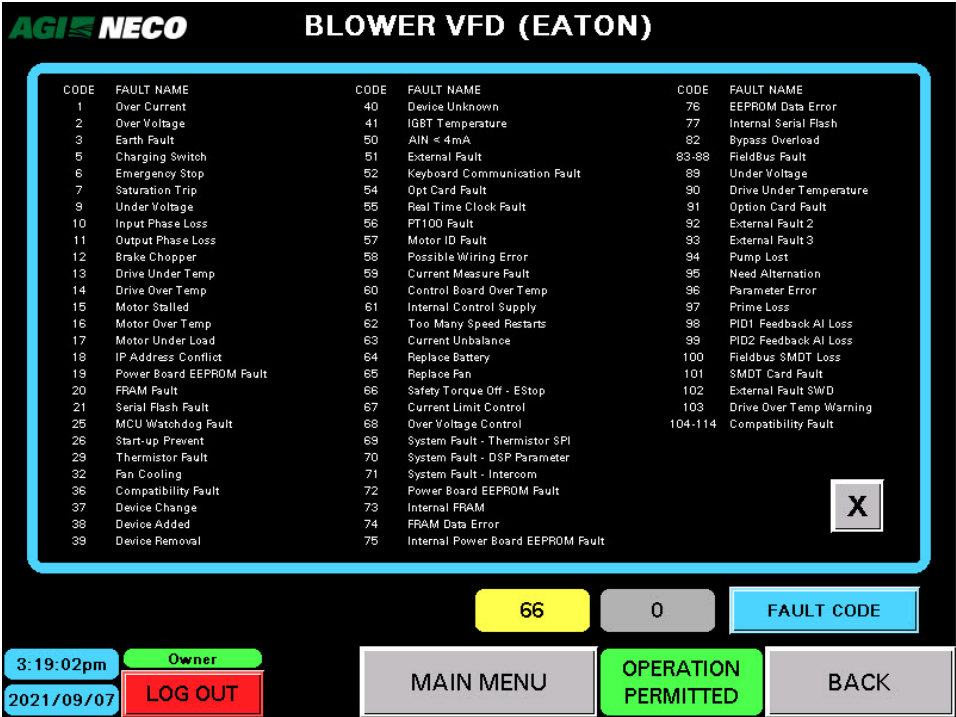 AGI NECO
BLOWER VFD (EATON)
CODE FAULT NAME CODE FAULT NAME CODE FAULT NAME
1 Over Current 40 Device Unknown 76 EEPROM Data Error
2 Over Voltage 41 IGBT Temperature 77 Internal Serial Flash
3 Earth Fault 50 AIN < 4mA 82 Bypass Overload
5 Charging Switch 51 External Fault 83-88 FieldBus Fault
6 Emergency Stop 52 Keyboard Communication Fault 89 Under Voltage
7 Saturation Trip 54 Opt Card Fault 90 Drive Under Temperature
9 Under Voltage 55 Real Time Clock Fault 91 Option Card Fault
10 Input Phase Loss 56 PT100 Fault 92 External Fault 2
11 Output Phase Loss 57 Motor ID Fault 93 External Fault 3
12 Brake Chopper 58 Possible Wiring Error 94 Pump Lost
13 Drive Under Temp 59 Current Measure Fault 95 Need Alternation
14 Drive Over Temp 60 Control Board Over Temp 96 Parameter Error
15 Motor Stalled 61 Internal Control Supply 97 Prime Loss
16 Motor Over Temp 62 Too Many Speed Restarts 98 PID1 Feedback AI Loss
17 Motor Under Load 63 Current Unbalance 99 PID2 Feedback AI Loss
18 IP Address Conflict 64 Replace Battery 100 Fieldbus SMDT Loss
19 Power Board EEPROM Fault 65 Replace Fan 101 SMDT Card Fault
20 FRAM Fault 66 Safety Torque Off - EStop 102 External Fault SWD
21 Serial Flash Fault 67 Current Limit Control 103 Drive Over Temp Warning
25 MCU Watchdog Fault 68 Over Voltage Control 104-114 Compatibility Fault
26 Start-up Prevent 69 System Fault - Thermistor SPI
29 Thermistor Fault 70 System Fault - DSP Parameter
32 Fan Cooling 71 System Fault - Intercom
36 Compatibility Fault 72 Power Board EEPROM Fault
37 Device Change 73 Internal FRAM
38 Device Added 74 FRAM Data Error
39 Device Removal 75 Internal Power Board EEPROM Fault
X
66 0 FAULT CODE
3:19:02pm Owner
2021/09/07 LOG OUT MAIN MENU OPERATION PERMITTED BACK